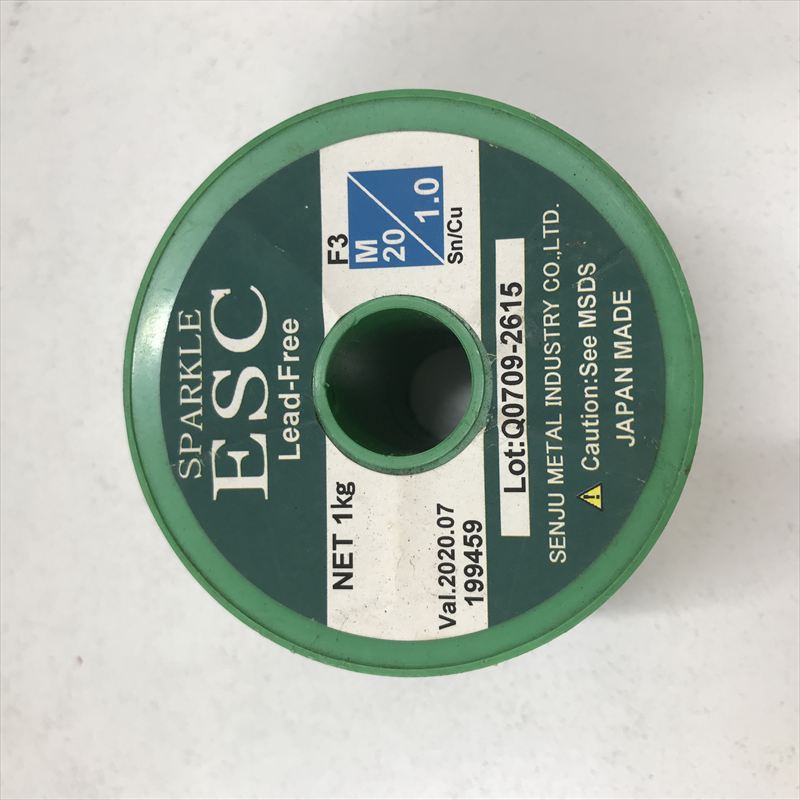 SPARKLE
ESC
Lead-Free
NET 1kg
F3
M
20
1.0
Sn/Cu
Val.2020.07
199459
Lot:Q0709-2615
SENJU METAL INDUSTRY CO.,LTD.
Caution:See MSDS
JAPAN MADE